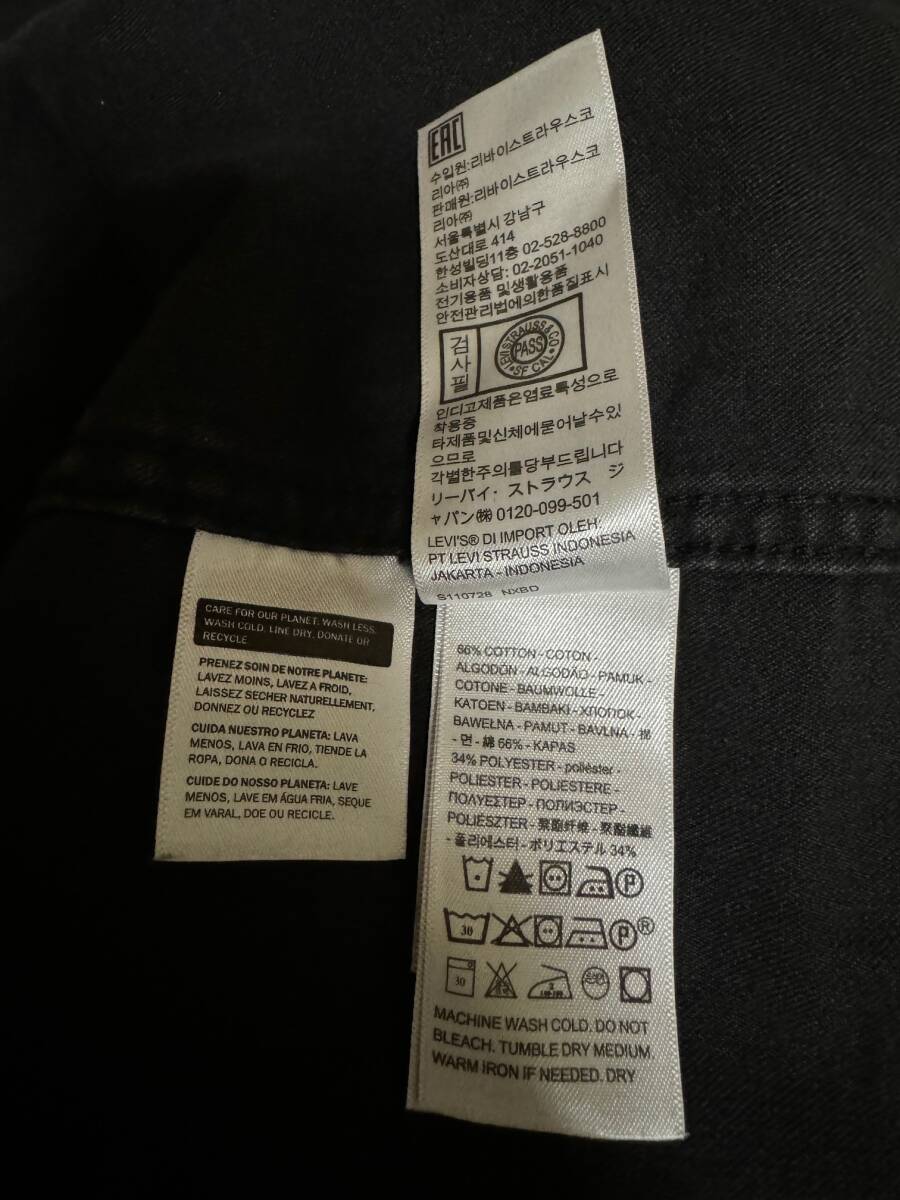 EAC
수입원:리바이스트라우스코
리아㈜
판매원:리바이스트라우스코
리아㈜
서울특별시 강남구
도산대로 414
한성빌딩11층 02-528-8800
소비자상담: 02-2051-1040
전기용품 및생활용품
안전관리법에의한품질표시
검사필
LEVI STRAUSS & CO. SF CAL
PASS
인디고제품은염료특성으로
착용중
타제품및신체에묻어날수있
으므로
각별한주의를당부드립니다
リーバイ・ストラウス ジ
ャパン㈱ 0120-099-501
LEVI'S® DI IMPORT OLEH:
PT LEVI STRAUSS INDONESIA
JAKARTA - INDONESIA
S110728 NXBD
CARE FOR OUR PLANET: WASH LESS,
WASH COLD, LINE DRY, DONATE OR
RECYCLE
PRENEZ SOIN DE NOTRE PLANETE:
LAVEZ MOINS, LAVEZ A FROID,
LAISSEZ SECHER NATURELLEMENT,
DONNEZ OU RECYCLEZ
CUIDA NUESTRO PLANETA: LAVA
MENOS, LAVA EN FRIO, TIENDE LA
ROPA, DONA O RECICLA.
CUIDE DO NOSSO PLANETA: LAVE
MENOS, LAVE EM ÁGUA FRIA, SEQUE
EM VARAL, DOE OU RECICLE.
66% COTTON - COTON -
ALGODÓN - ALGODÃO - PAMUK -
COTONE - BAUMWOLLE -
KATOEN - BAMBAKI - ХЛОПОК -
BAWEŁNA - PAMUT - BAVLNA - 棉
- 면 - 綿 66% - KAPAS
34% POLYESTER - poliéster -
POLIESTER - POLIESTERE -
ΠΟΛΥΕΣΤΕΡ - ПОЛИЭСТЕР -
POLIÉSZTER - 聚酯纤维 - 聚酯纖維
- 폴리에스터 - ポリエステル 34%
P
30
P®
30
MACHINE WASH COLD. DO NOT
BLEACH. TUMBLE DRY MEDIUM.
WARM IRON IF NEEDED. DRY